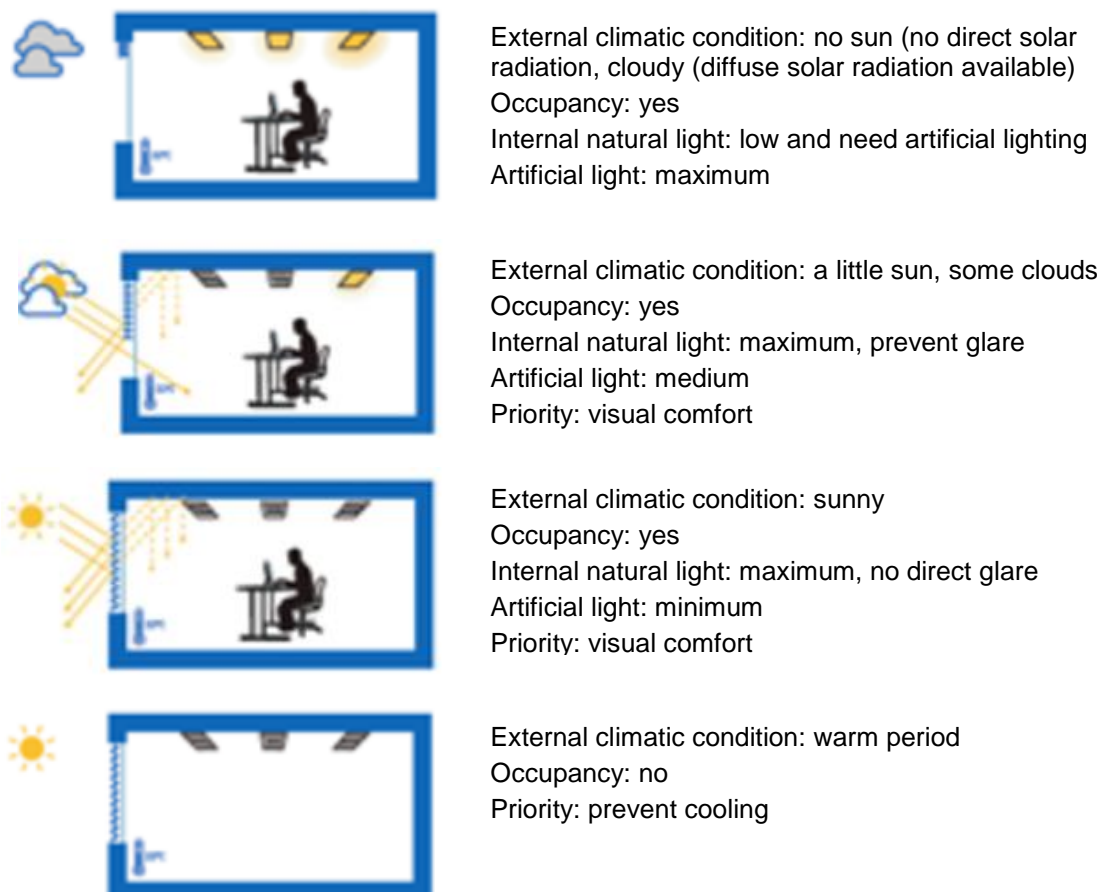 External climatic condition: no sun (no direct solar
radiation, cloudy (diffuse solar radiation available)
Occupancy: yes
Internal natural light: low and need artificial lighting
Artificial light: maximum
External climatic condition: a little sun, some clouds
Occupancy: yes
Internal natural light: maximum, prevent glare
Artificial light: medium
Priority: visual comfort
External climatic condition: sunny
Occupancy: yes
Internal natural light: maximum, no direct glare
Artificial light: minimum
Priority: visual comfort
External climatic condition: warm period
Occupancy: no
Priority: prevent cooling